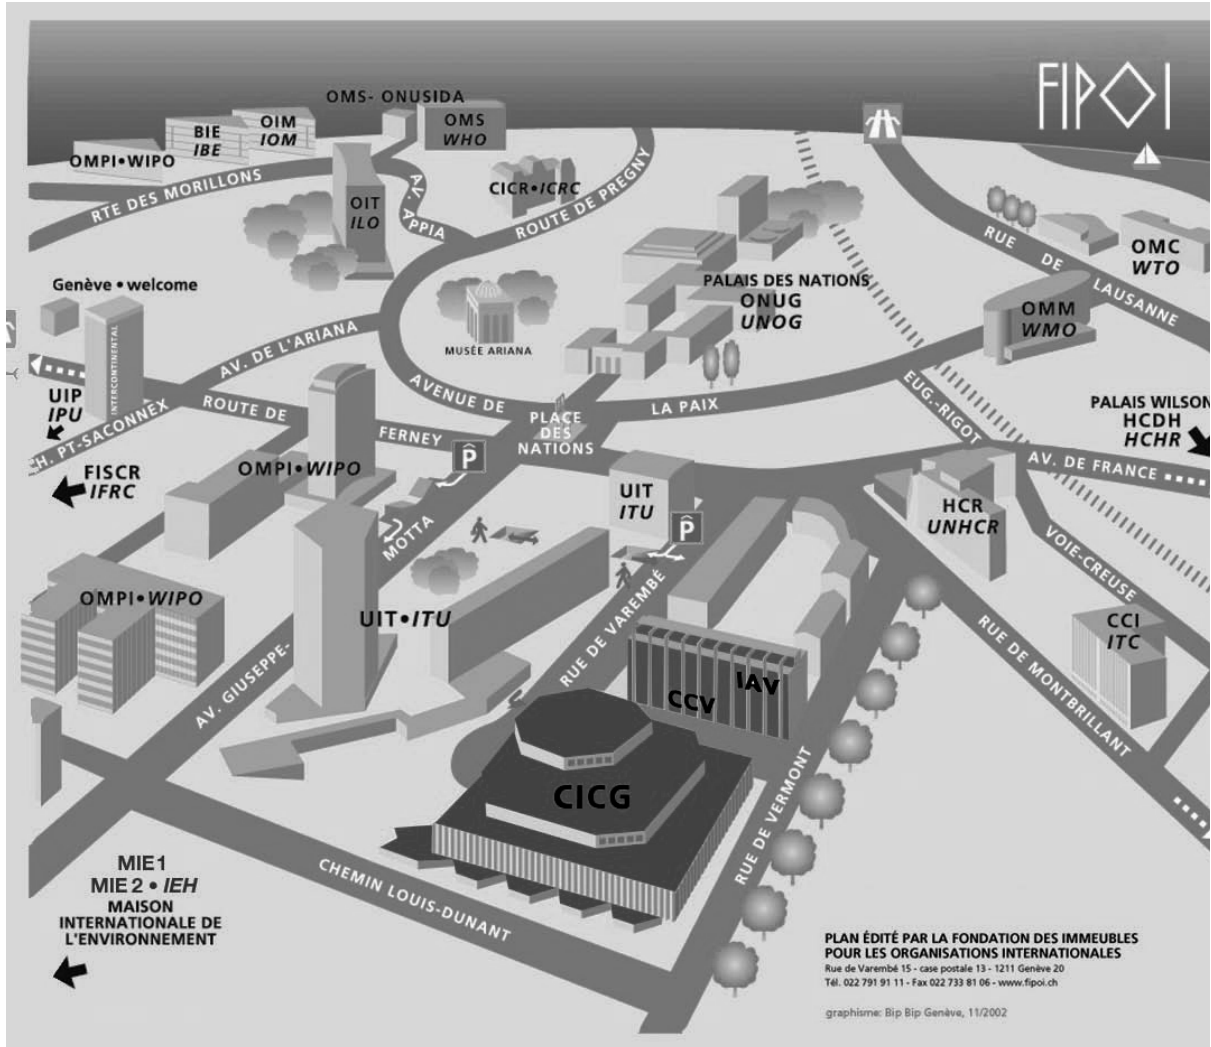 FIPOI
OMS- ONUSIDA
OMS
WHO
OIM
IOM
BIE
IBE
OMPI•WIPO
RTE DES MORILLONS
OIT
ILO
AV. APPIA
CICR•ICRC
ROUTE DE PREGNY
RUE DE LAUSANNE
OMC
WTO
Genève • welcome
INTERCONTINENTAL
AV. DE L'ARIANA
MUSÉE ARIANA
PALAIS DES NATIONS
ONUG
UNOG
OMM
WMO
UIP
IPU
CH. PT-SACONNEX
ROUTE DE FERNEY
AVENUE DE LA PAIX
PLACE
DES
NATIONS
EUG.-RIGOT
PALAIS WILSON
HCDH
HCHR
AV. DE FRANCE
FISCR
IFRC
OMPI•WIPO
P
UIT
ITU
P
HCR
UNHCR
VOIE-CREUSE
OMPI•WIPO
AV. GIUSEPPE-MOTTA
UIT•ITU
RUE DE VAREMBÉ
CCI
ITC
RUE DE MONTBRILLANT
IAV
CCV
CICG
RUE DE VERMONT
CHEMIN LOUIS-DUNANT
MIE1
MIE 2 • IEH
MAISON
INTERNATIONALE DE
L'ENVIRONNEMENT
PLAN ÉDITÉ PAR LA FONDATION DES IMMEUBLES
POUR LES ORGANISATIONS INTERNATIONALES
Rue de Varembé 15 - case postale 13 - 1211 Genève 20
Tél. 022 791 91 11 - Fax 022 733 81 06 - www.fipoi.ch
graphisme: Bip Bip Genève, 11/2002